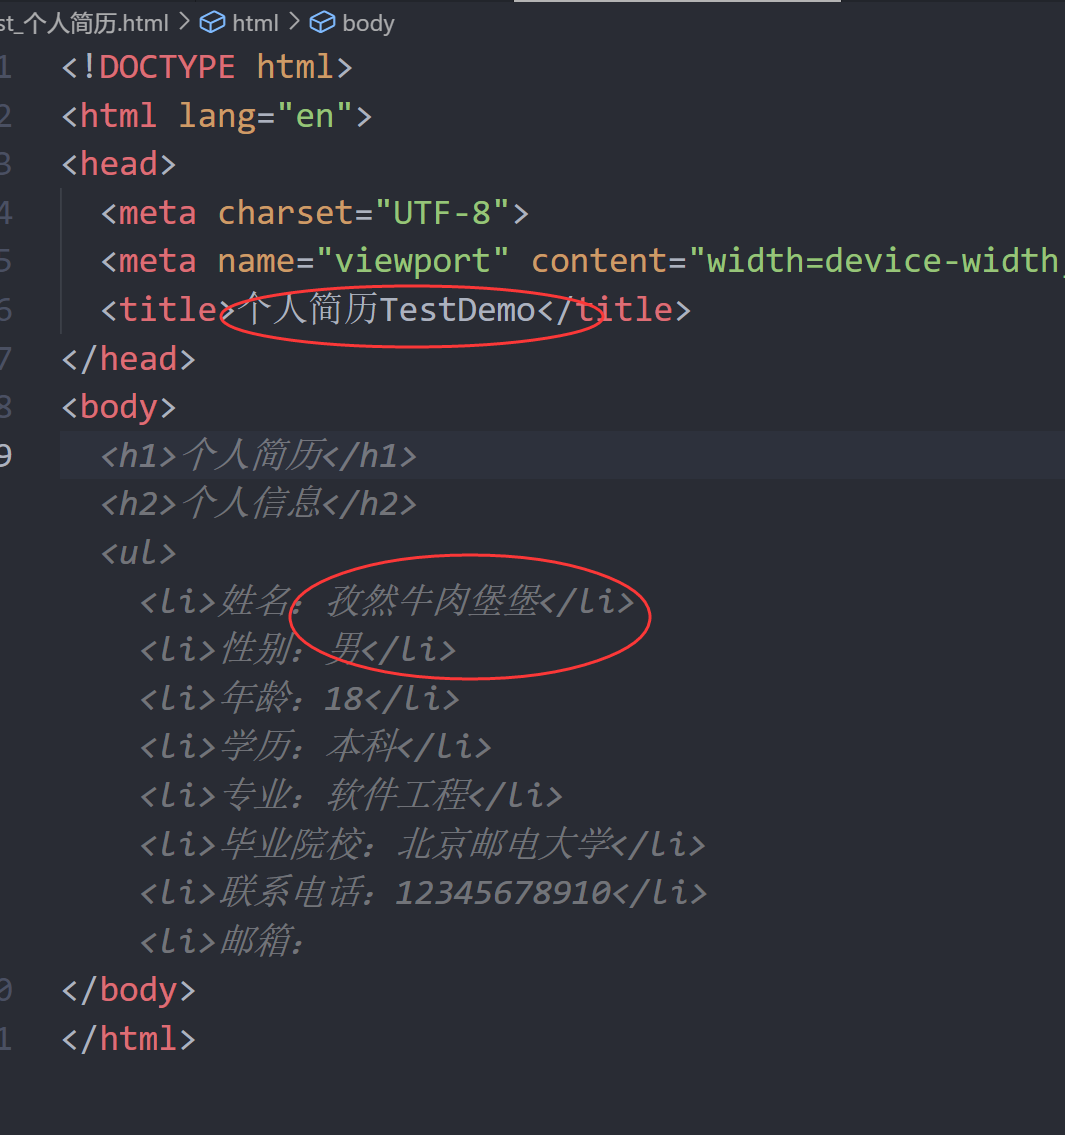 st_个人简历.html > html > body
1 <!DOCTYPE html>
2 <html lang="en">
3 <head>
4 <meta charset="UTF-8">
5 <meta name="viewport" content="width=device-width,
6 <title>个人简历TestDemo</title>
7 </head>
8 <body>
9 <h1>个人简历</h1>
<h2>个人信息</h2>
<ul>
<li>姓名：孜然牛肉堡堡</li>
<li>性别：男</li>
<li>年龄：18</li>
<li>学历：本科</li>
<li>专业：软件工程</li>
<li>毕业院校：北京邮电大学</li>
<li>联系电话：12345678910</li>
<li>邮箱：
0 </body>
1 </html>